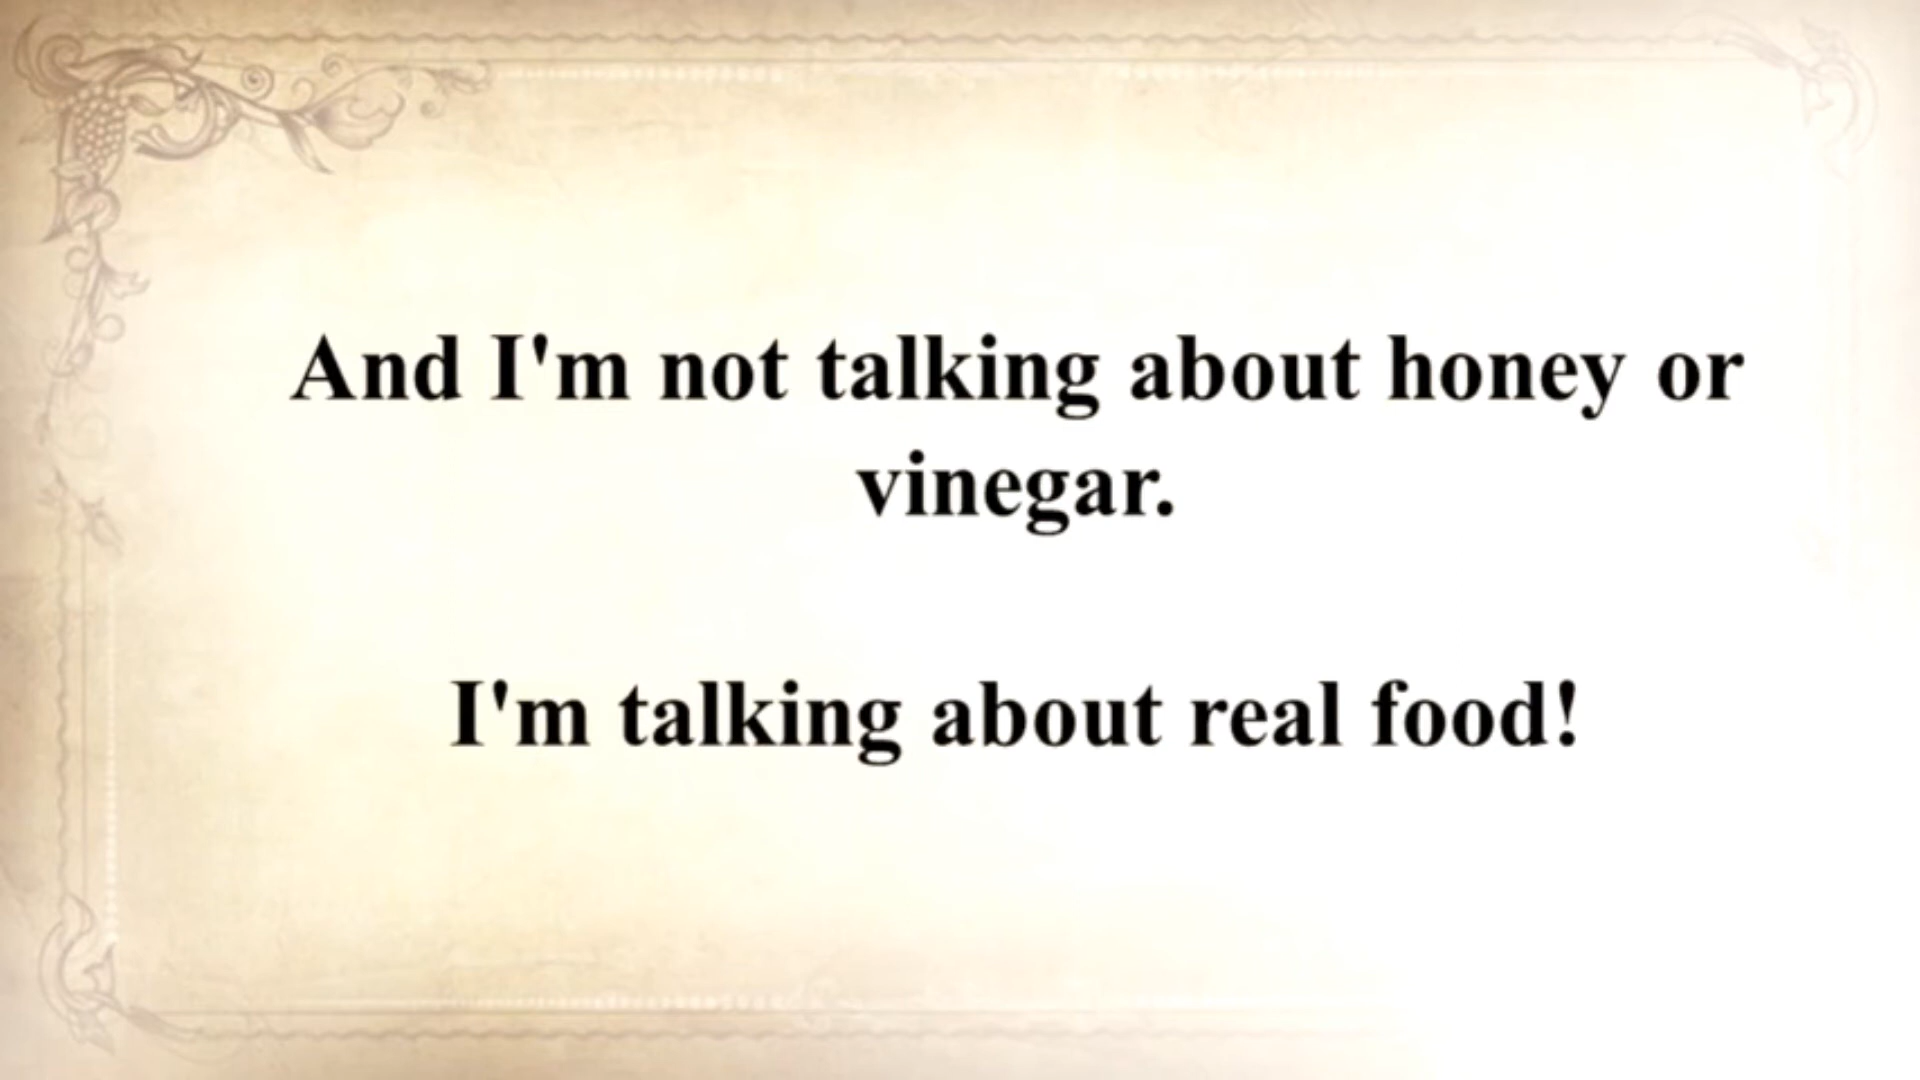 And I'm not talking about honey or
vinegar.
I'm talking about real food!